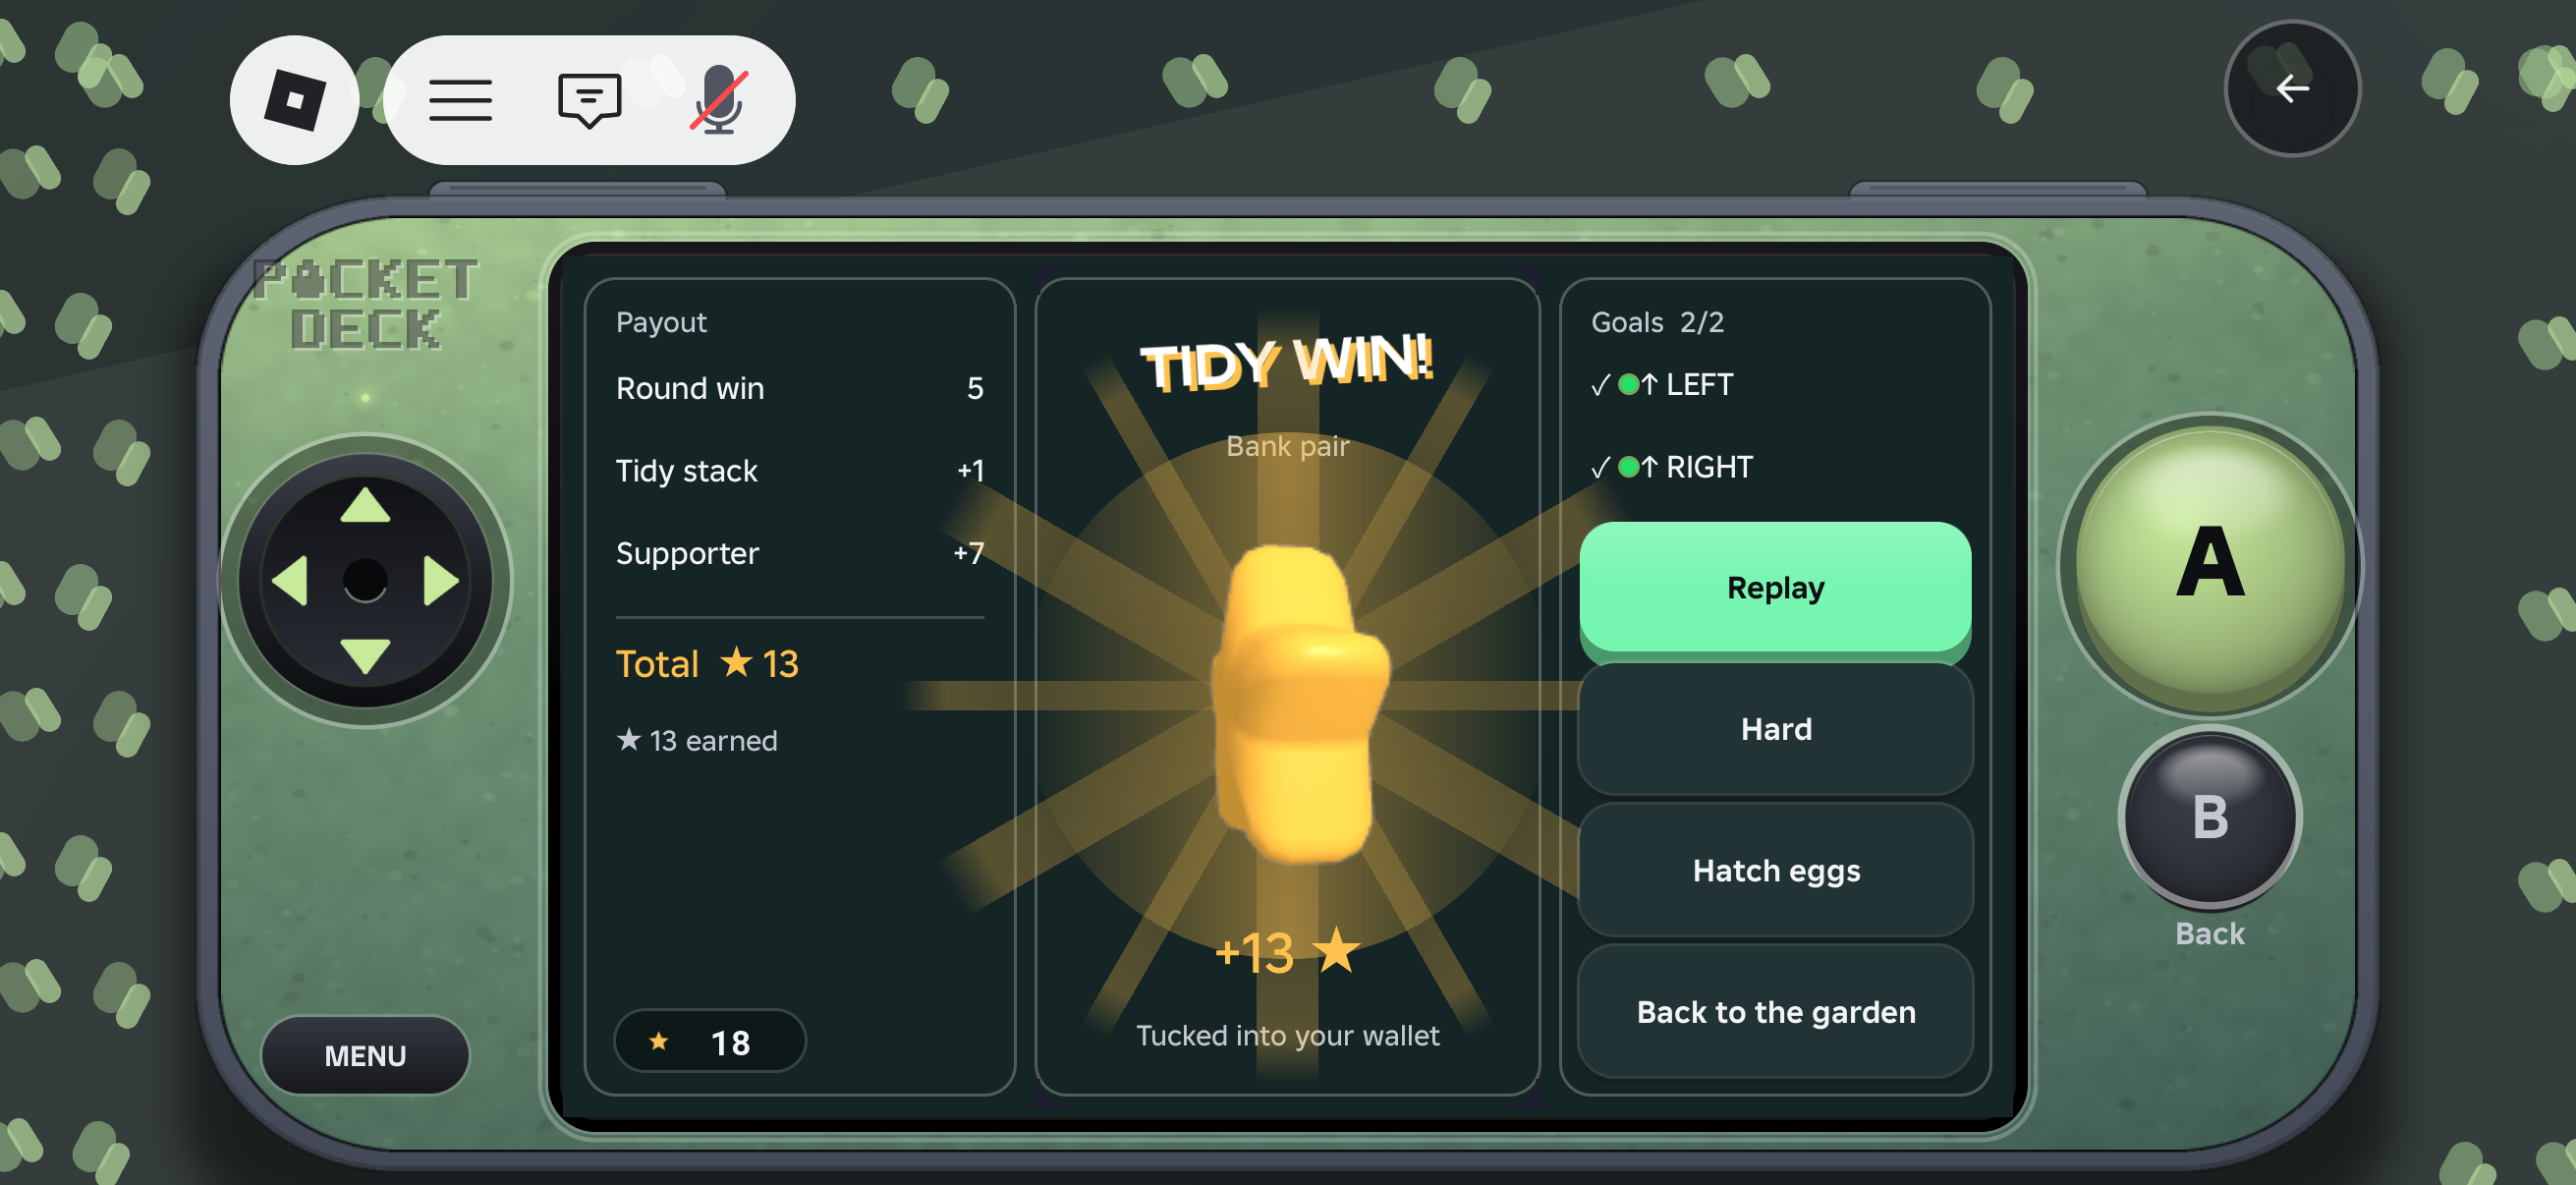 POCKET
DECK
MENU
Payout
Round win 5
Tidy stack +1
Supporter +7
Total ★ 13
★ 13 earned
★ 18
TIDY WIN!
Bank pair
+13 ★
Tucked into your wallet
Goals 2/2
✓ ↑ LEFT
✓ ↑ RIGHT
Replay
Hard
Hatch eggs
Back to the garden
A
B
Back